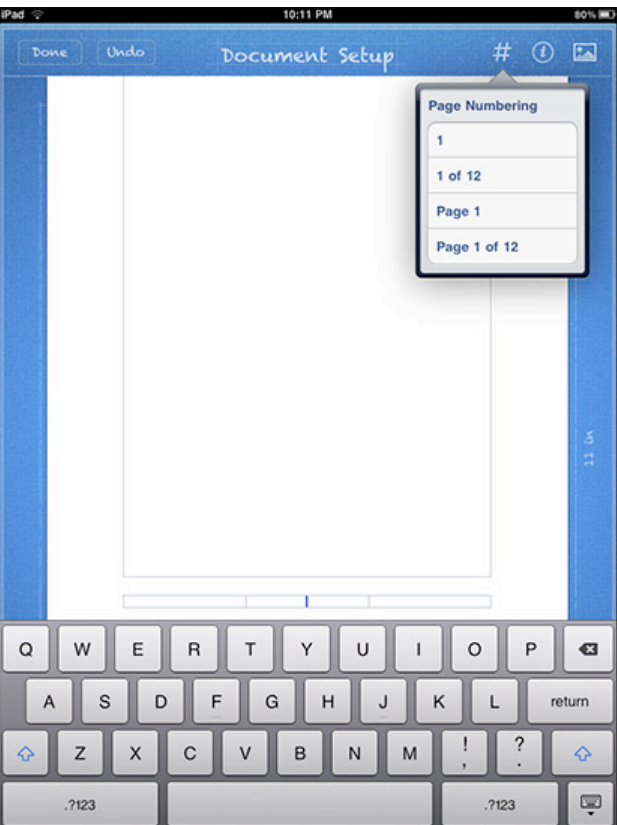 iPad 10:11 PM 80%
Done Undo Document Setup #
Page Numbering
1
1 of 12
Page 1
Page 1 of 12
11 in
Q W E R T Y U I O P
A S D F G H J K L return
Z X C V B N M ! , ? .
.?123 .?123